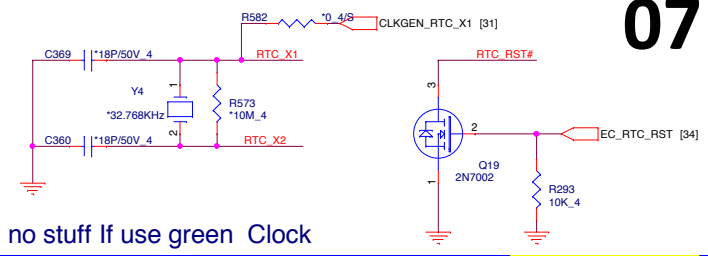 07
R582 *0_4/S CLKGEN_RTC_X1 [31]
C369 *18P/50V_4 RTC_X1
RTC_RST#
3
Y4 1
*32.768KHz
R573
*10M_4
2
C360 *18P/50V_4 RTC_X2
2 EC_RTC_RST [34]
Q19
2N7002
1
R293
10K_4
no stuff If use green Clock